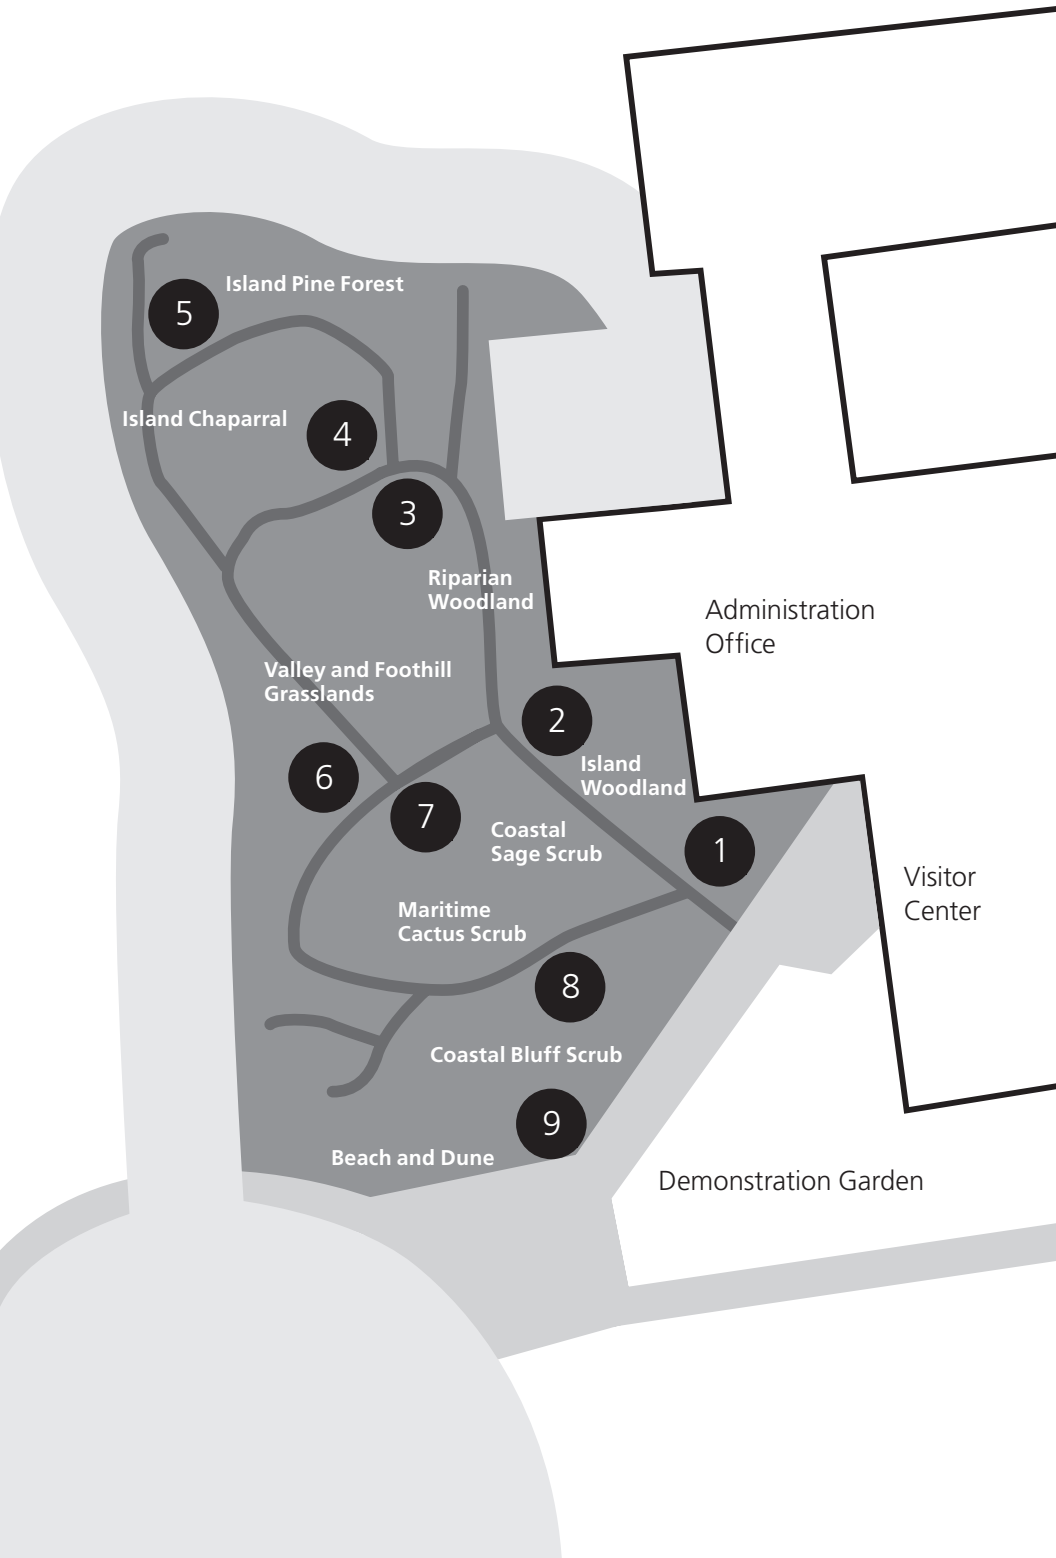 Island Pine Forest
5
Island Chaparral
4
3
Riparian
Woodland
Administration
Office
Valley and Foothill
Grasslands
2
Island
Woodland
6
7
Coastal
Sage Scrub
1
Visitor
Center
Maritime
Cactus Scrub
8
Coastal Bluff Scrub
9
Beach and Dune
Demonstration Garden